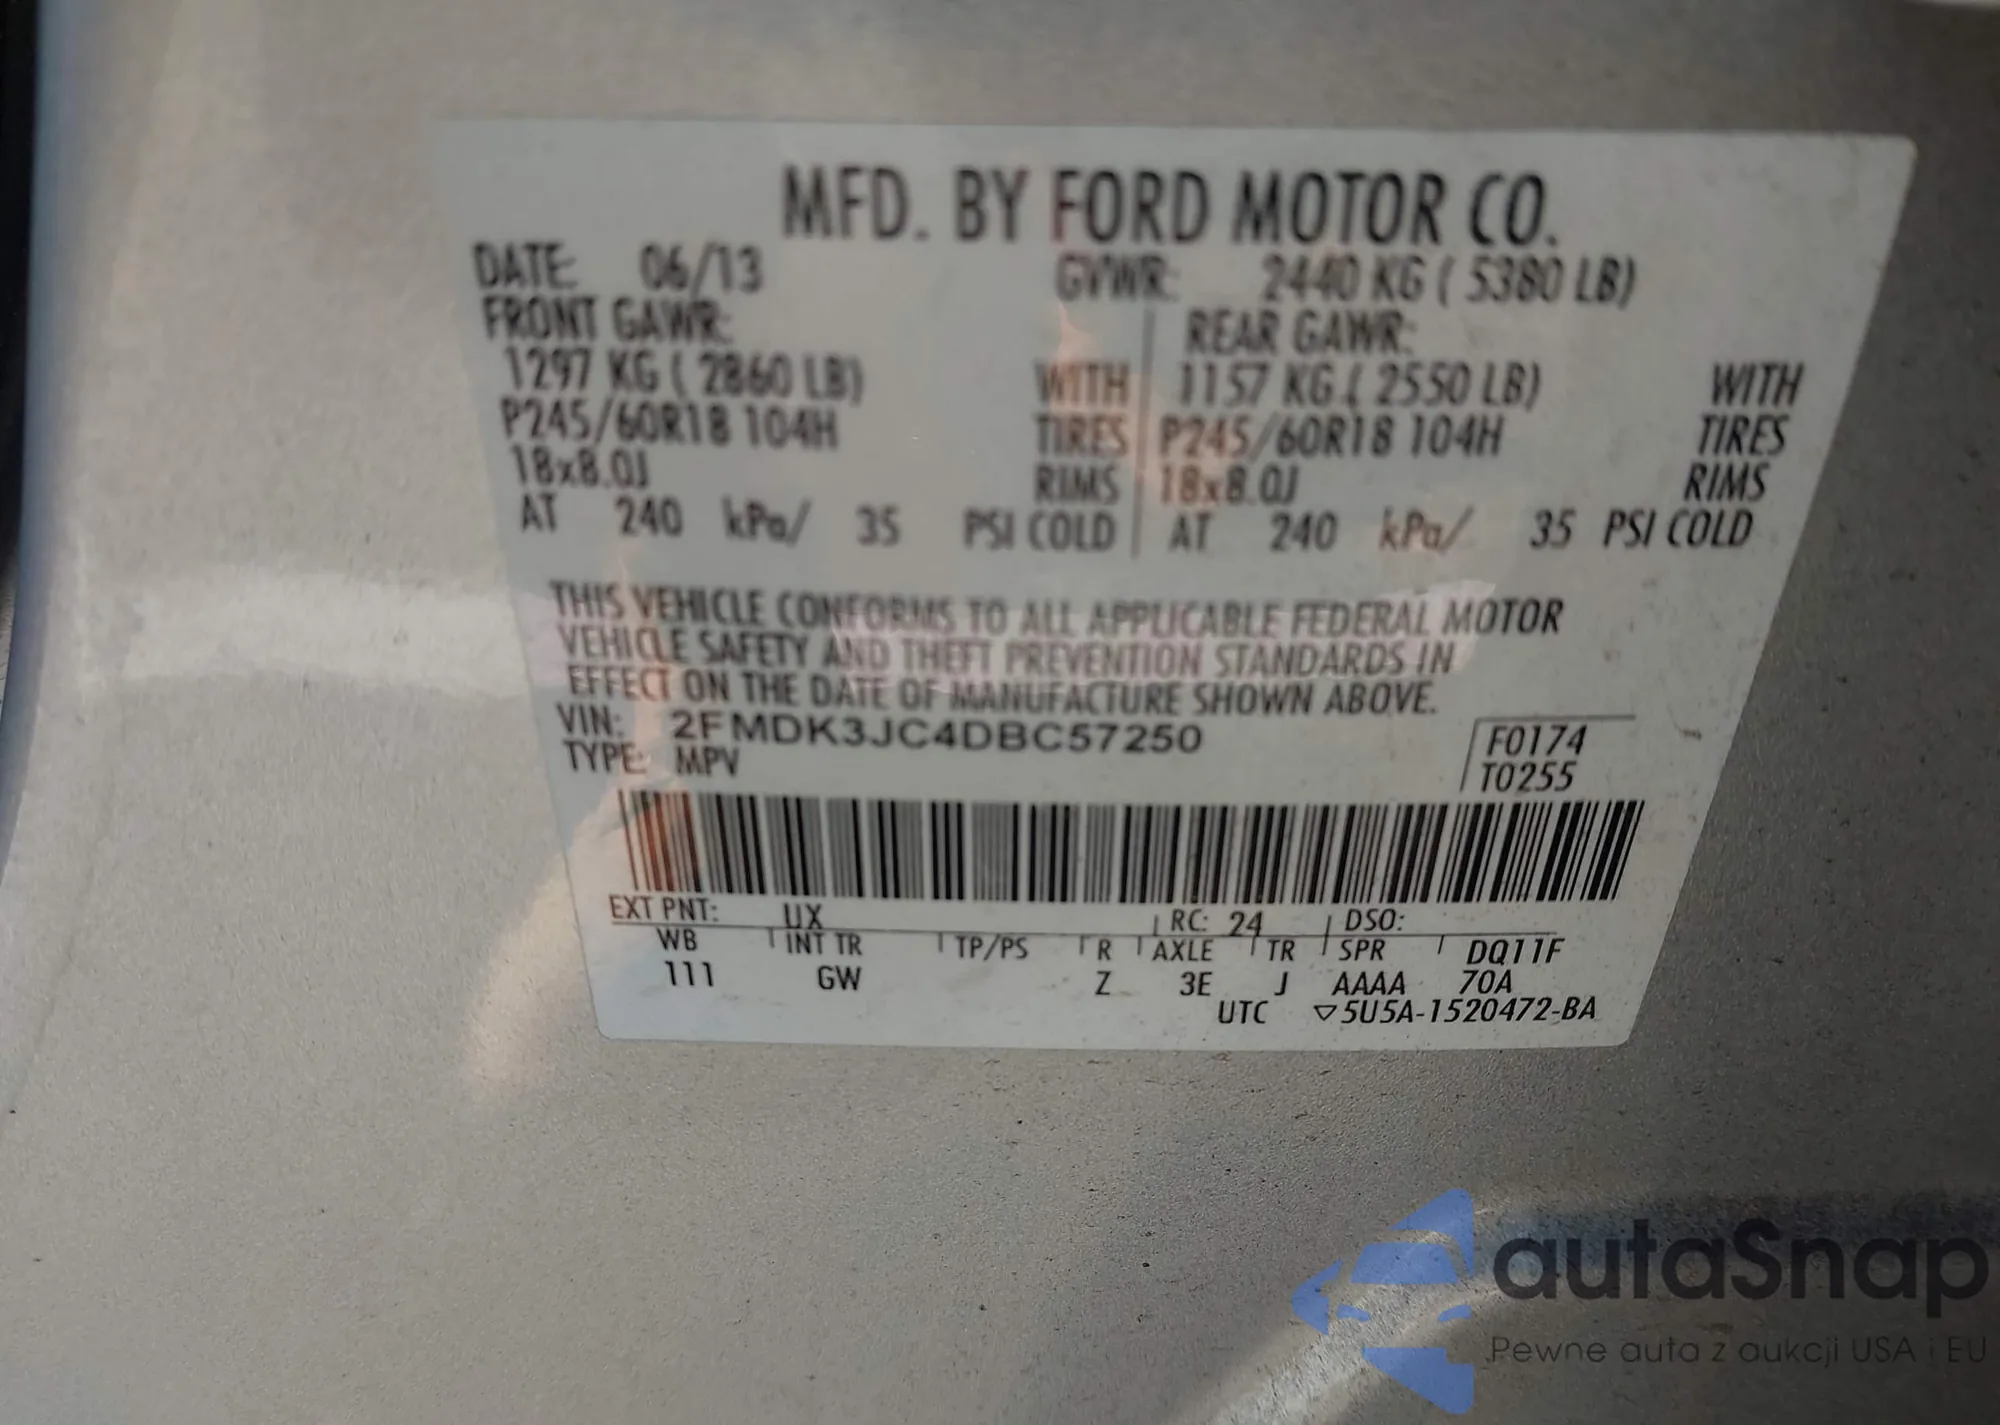 MFD. BY FORD MOTOR CO.
DATE: 06/13 GVWR: 2440 KG ( 5380 LB)
FRONT GAWR: REAR GAWR:
1297 KG ( 2860 LB) WITH 1157 KG ( 2550 LB) WITH
P245/60R18 104H TIRES P245/60R18 104H TIRES
18x8.0J RIMS 18x8.0J RIMS
AT 240 kPa/ 35 PSI COLD AT 240 kPa/ 35 PSI COLD
THIS VEHICLE CONFORMS TO ALL APPLICABLE FEDERAL MOTOR
VEHICLE SAFETY AND THEFT PREVENTION STANDARDS IN
EFFECT ON THE DATE OF MANUFACTURE SHOWN ABOVE.
VIN: 2FMDK3JC4DBC57250 F0174
TYPE: MPV T0255
EXT PNT: UX RC: 24 DSO:
WB INT TR TP/PS R AXLE TR SPR DQ11F
111 GW Z 3E J AAAA 70A
UTC ▽5U5A-1520472-BA
autaSnap
Pewne auta z aukcji USA i EU